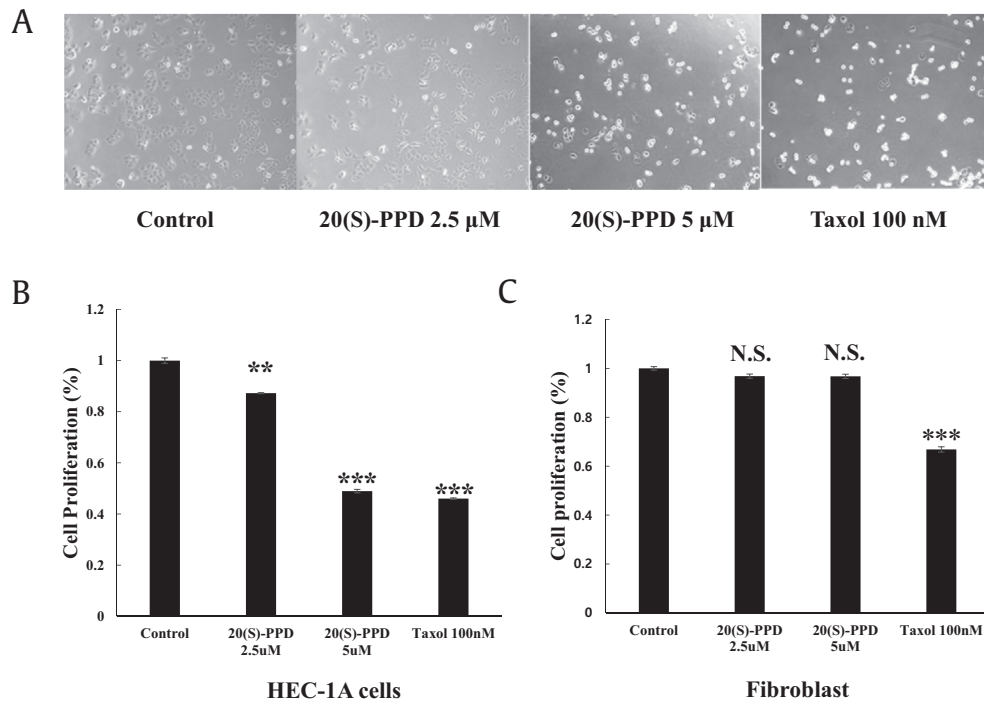 A
Control
20(S)-PPD 2.5 μM
20(S)-PPD 5 μM
Taxol 100 nM
B
Cell Proliferation (%)
1.2
1
0.8
0.6
0.4
0.2
0
**
***
***
Control
20(S)-PPD
2.5uM
20(S)-PPD
5uM
Taxol 100nM
HEC-1A cells
C
Cell proliferation (%)
1.2
1
0.8
0.6
0.4
0.2
0
N.S.
N.S.
***
Control
20(S)-PPD
2.5uM
20(S)-PPD
5uM
Taxol 100nM
Fibroblast